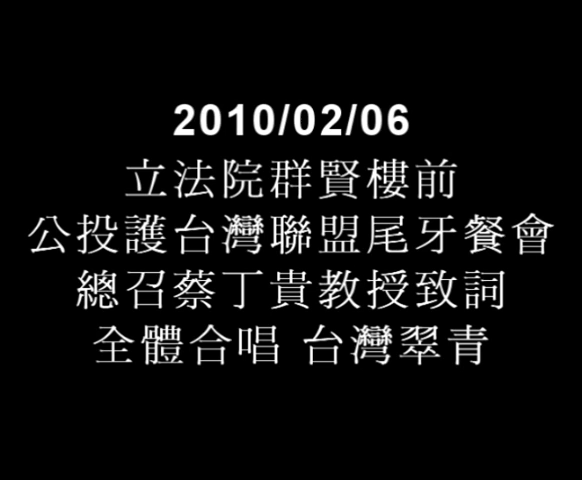 2010/02/06
立法院群賢樓前
公投護台灣聯盟尾牙餐會
總召蔡丁貴教授致詞
全體合唱 台灣翠青